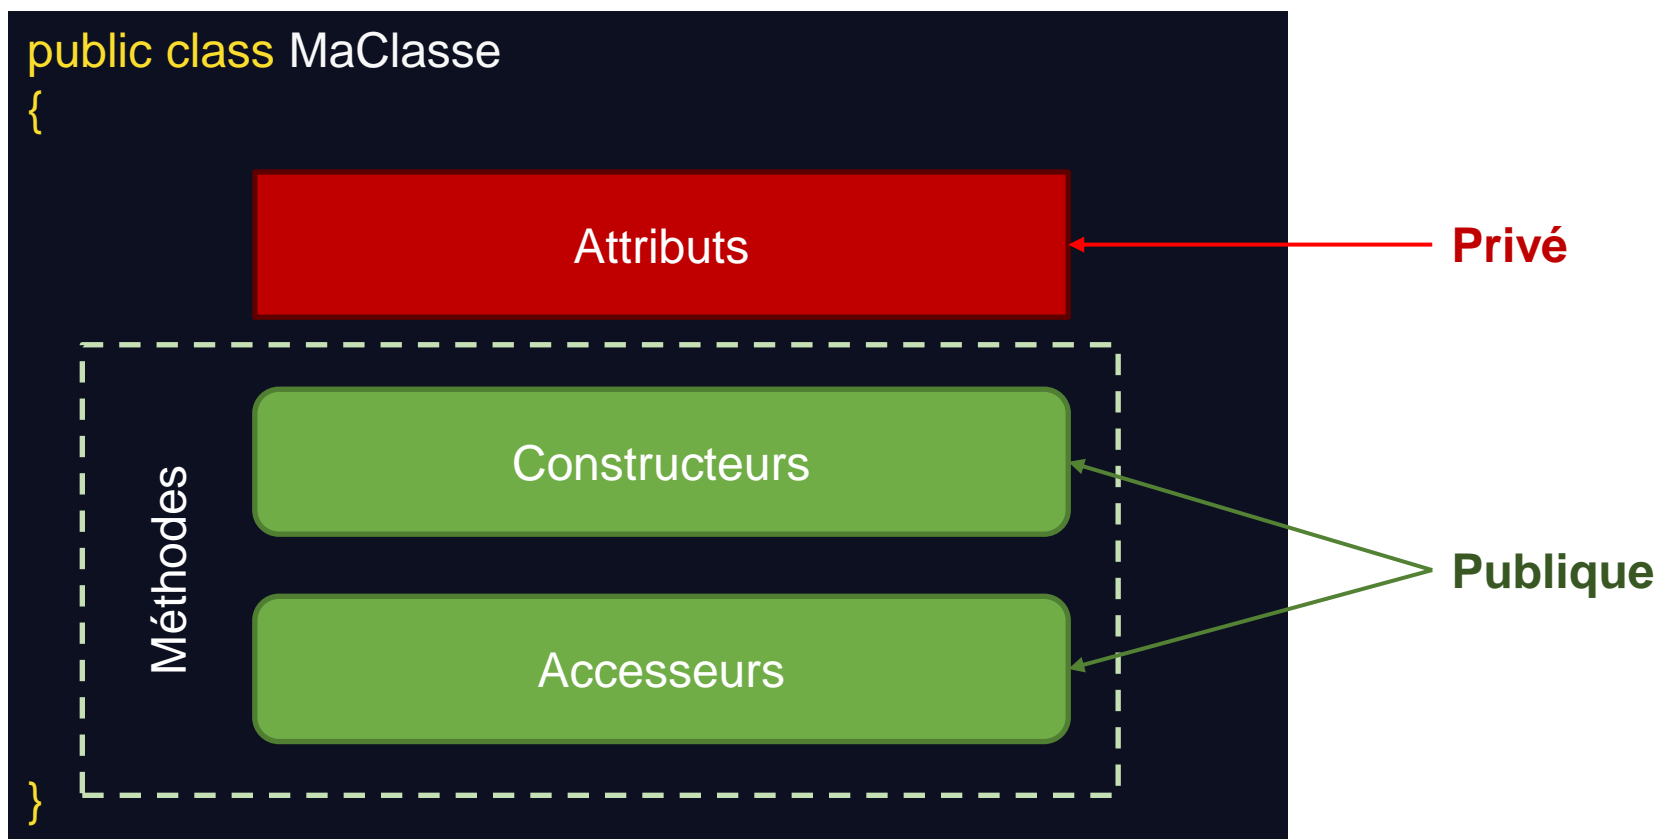 public class MaClasse
{
Attributs
Privé
Méthodes
Constructeurs
Publique
Accesseurs
}